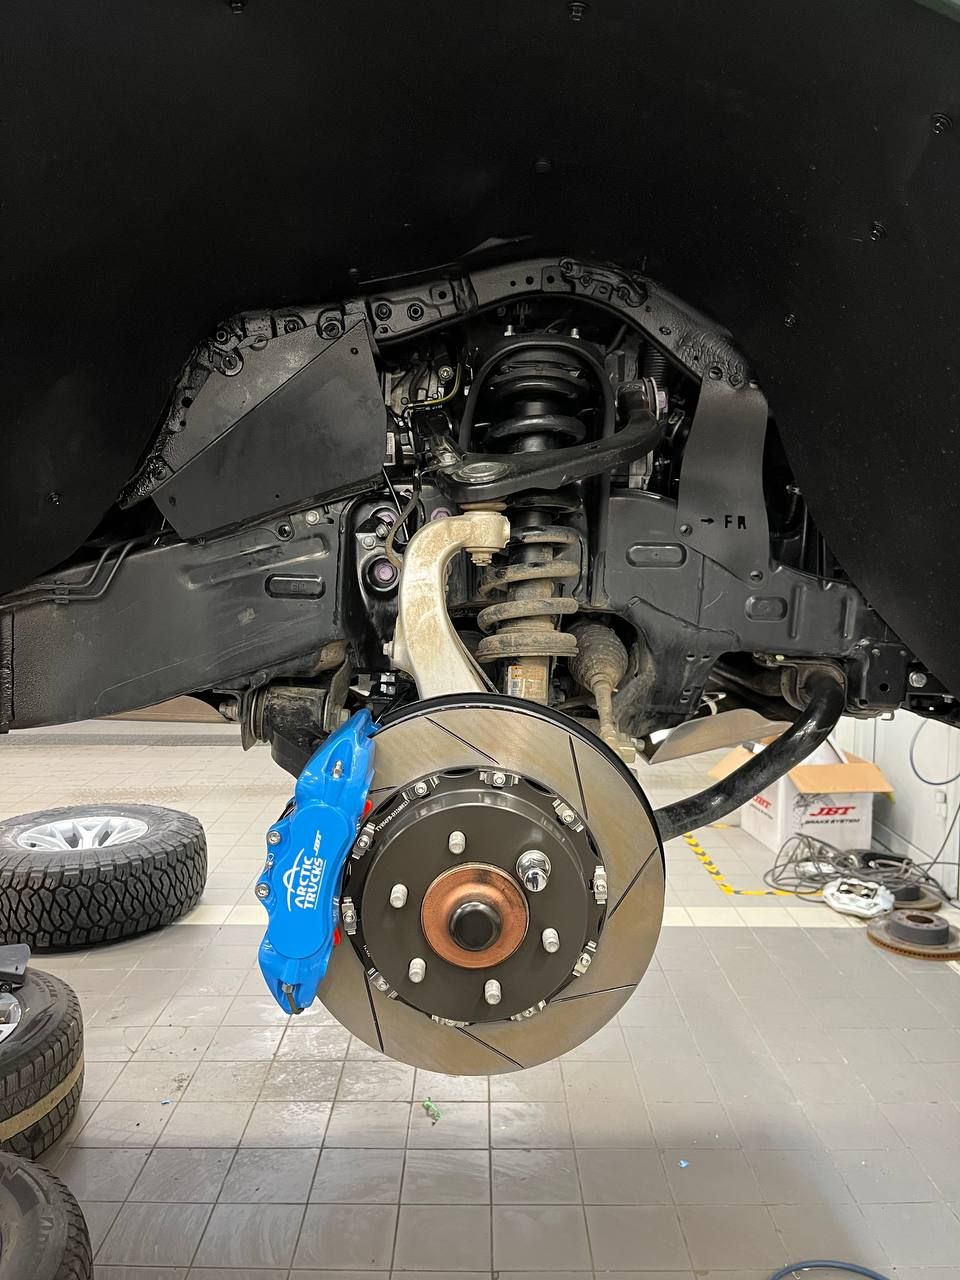 → FR
JBT
ARCTIC
TRUCKS
JBT
BRAKE SYSTEM